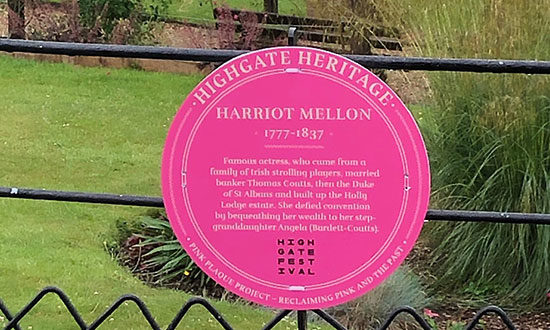 · HIGHGATE HERITAGE ·
HARRIOT MELLON
· 1777-1837 ·
Famous actress, who came from a
family of Irish strolling players, married
banker Thomas Coutts, then the Duke
of St Albans and built up the Holly
Lodge estate. She defied convention
by bequeathing her wealth to her step-
granddaughter Angela (Burdett-Coutts).
HIGH
GATE
FEST
IVAL
· PINK PLAQUE PROJECT – RECLAIMING PINK AND THE PAST ·